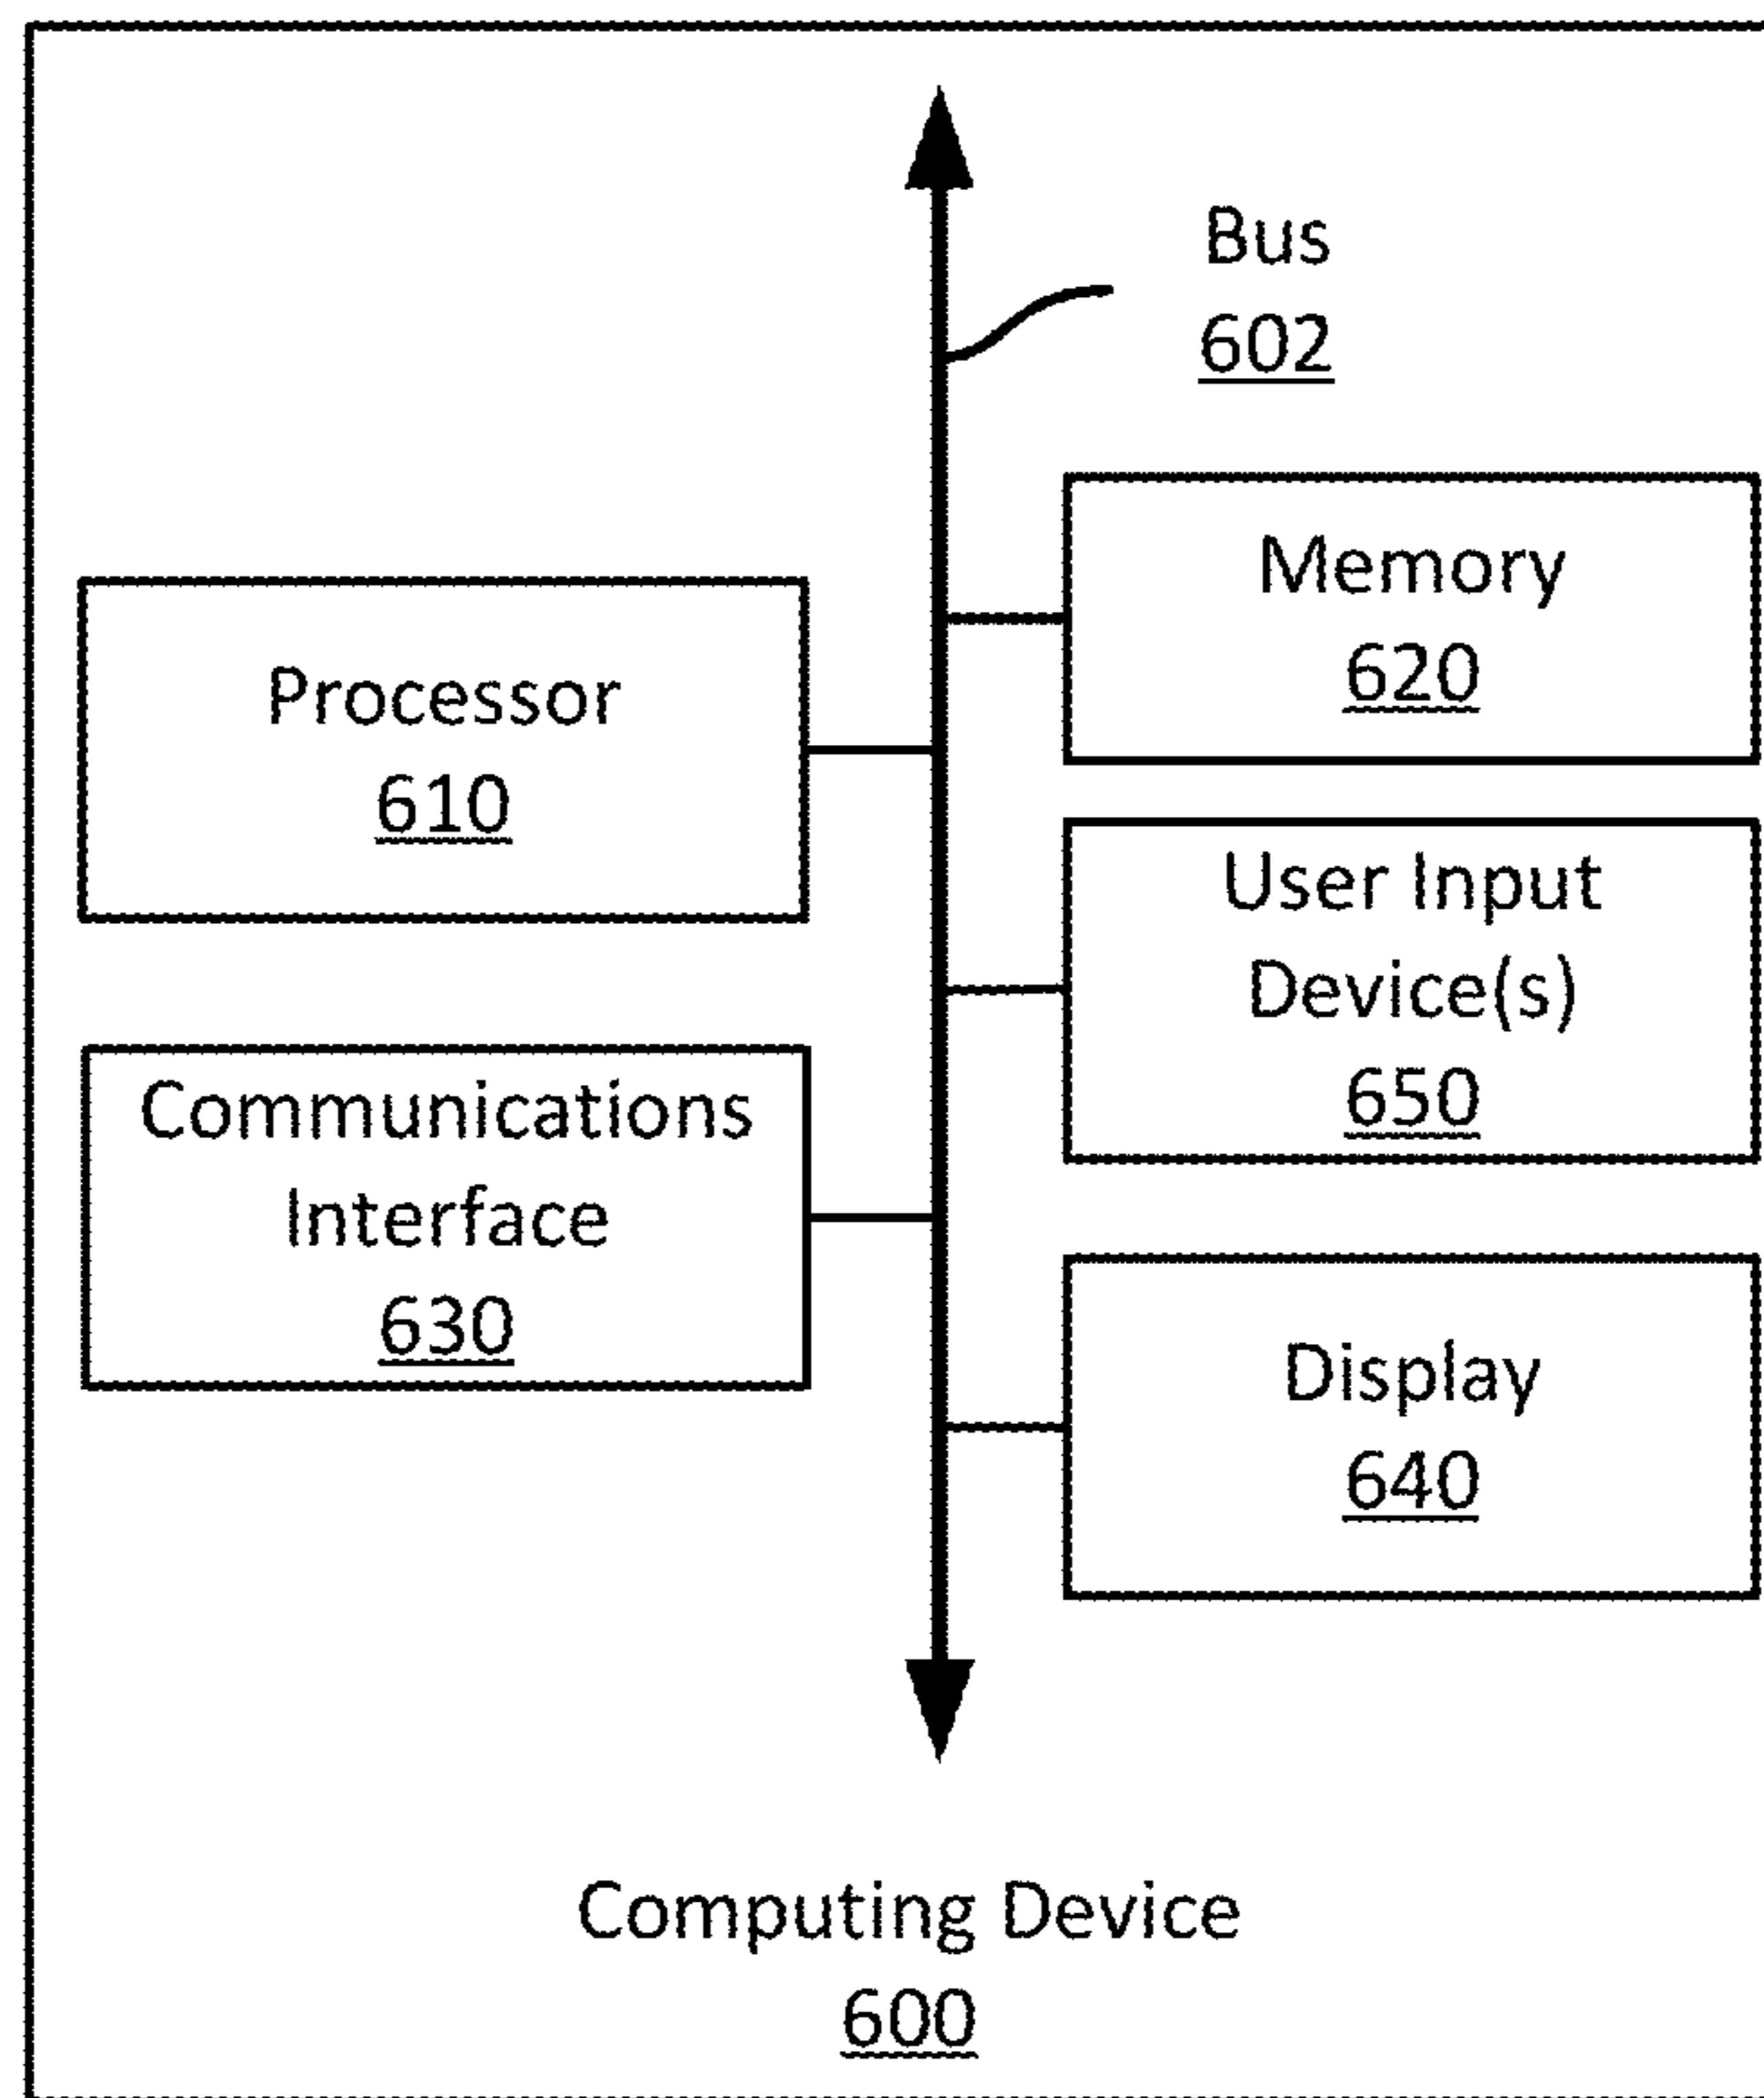 Bus
602
Memory
620
Processor
610
User Input
Device(s)
650
Communications
Interface
630
Display
640
Computing Device
600